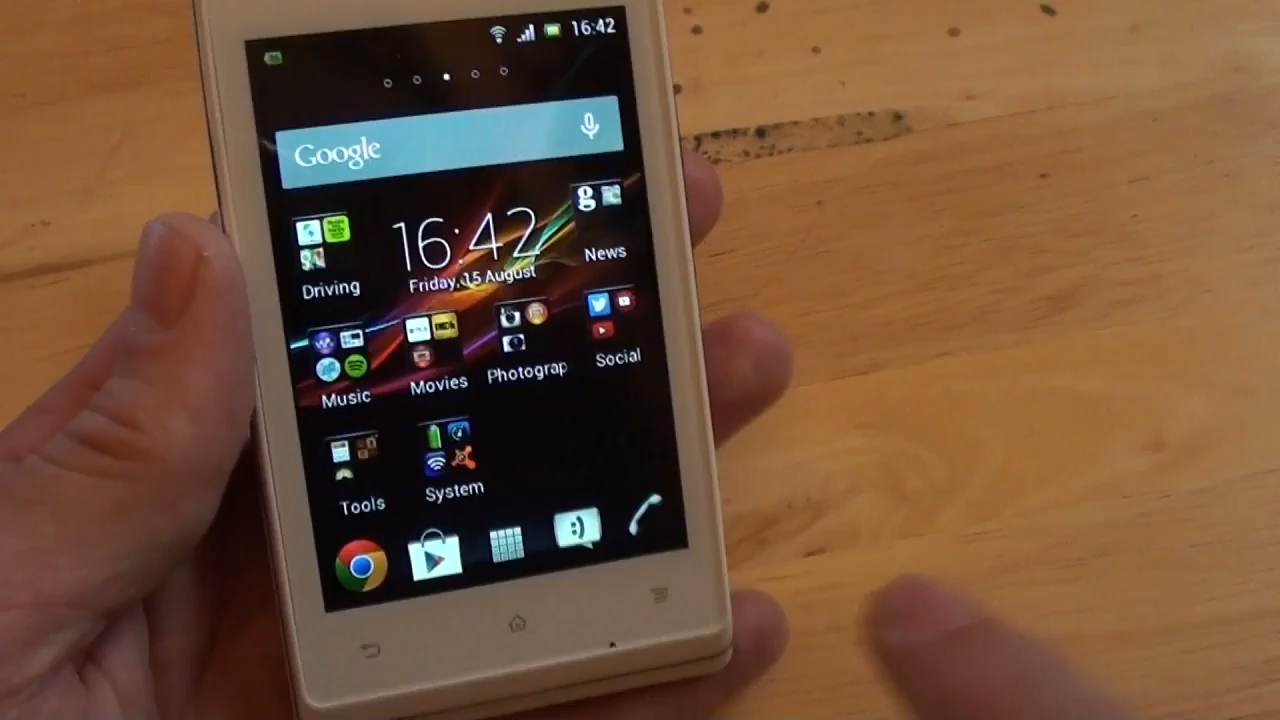 16:42
Google
16:42
Friday, 15 August
Driving
News
Music
Movies
Photograp
Social
Tools
System